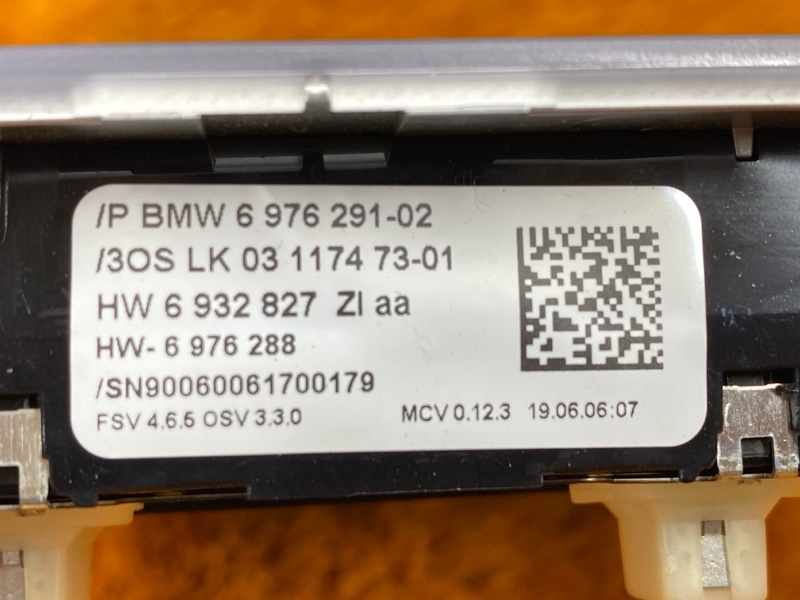 /P BMW 6 976 291-02
/3OS LK 03 1174 73-01
HW 6 932 827 ZI aa
HW- 6 976 288
/SN90060061700179
FSV 4.6.5 OSV 3.3.0 MCV 0.12.3 19.06.06:07